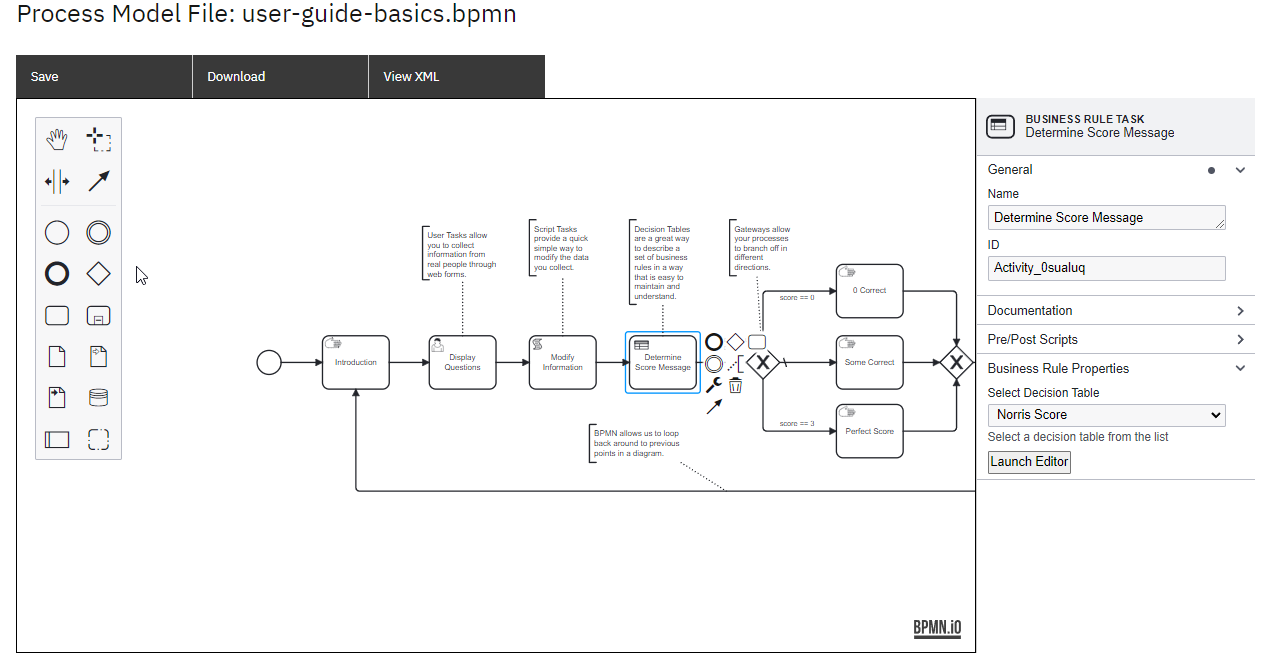 Process Model File: user-guide-basics.bpmn
Save
Download
View XML
BUSINESS RULE TASK
Determine Score Message
General
Name
Determine Score Message
ID
Activity_0sualuq
Documentation
Pre/Post Scripts
Business Rule Properties
Select Decision Table
Norris Score
Select a decision table from the list
Launch Editor
User Tasks allow
you to collect
information from
real people through
web forms.
Script Tasks
provide a quick
simple way to
modify the data
you collect.
Decision Tables
are a great way
to describe a
set of business
rules in a way
that is easy to
maintain and
understand.
Gateways allow
your processes
to branch off in
different
directions.
score == 0
0 Correct
Introduction
Display
Questions
Modify
Information
Determine
Score Message
Some Correct
score == 3
Perfect Score
BPMN allows us to loop
back around to previous
points in a diagram.
BPMN.iO